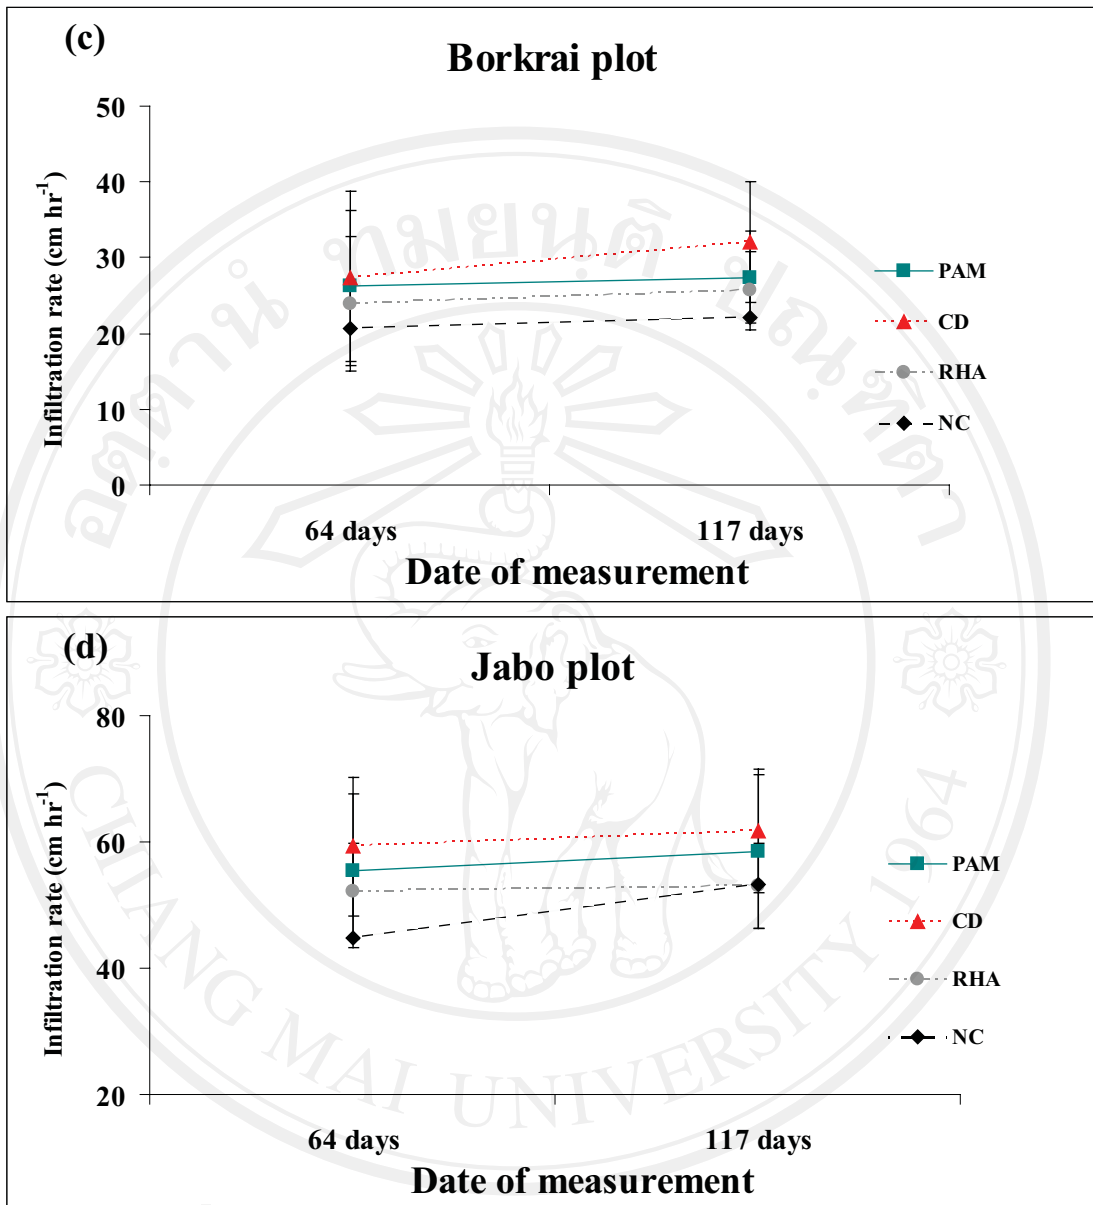 (c)
Borkrai plot
Infiltration rate (cm hr-1)
50
40
30
20
10
0
64 days
117 days
Date of measurement
PAM
CD
RHA
NC
(d)
Jabo plot
Infiltration rate (cm hr-1)
80
60
40
20
64 days
117 days
Date of measurement
PAM
CD
RHA
NC
CHIANG MAI UNIVERSITY 1964